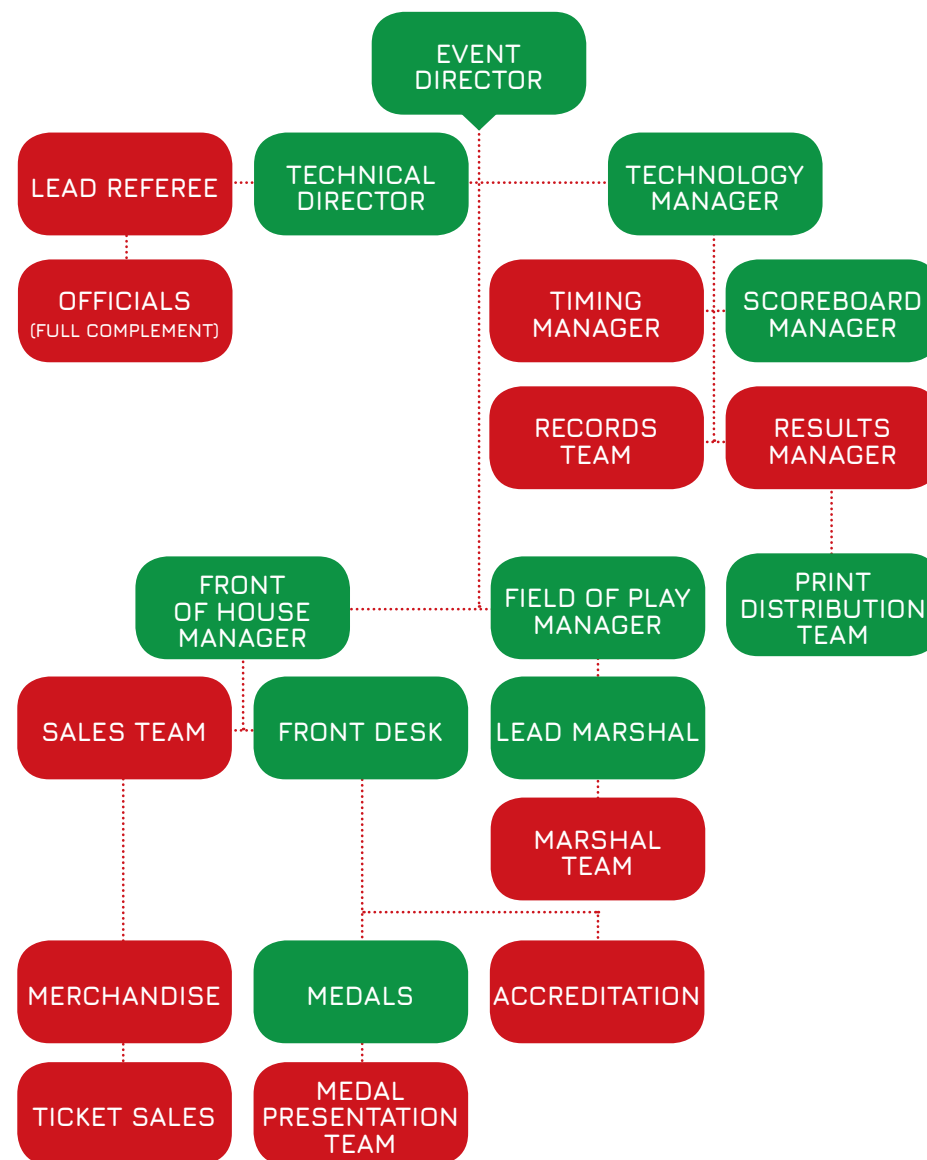 EVENT
DIRECTOR
LEAD REFEREE
TECHNICAL
DIRECTOR
TECHNOLOGY
MANAGER
OFFICIALS
(FULL COMPLEMENT)
TIMING
MANAGER
SCOREBOARD
MANAGER
RECORDS
TEAM
RESULTS
MANAGER
FRONT
OF HOUSE
MANAGER
FIELD OF PLAY
MANAGER
PRINT
DISTRIBUTION
TEAM
SALES TEAM
FRONT DESK
LEAD MARSHAL
MARSHAL
TEAM
MERCHANDISE
MEDALS
ACCREDITATION
TICKET SALES
MEDAL
PRESENTATION
TEAM